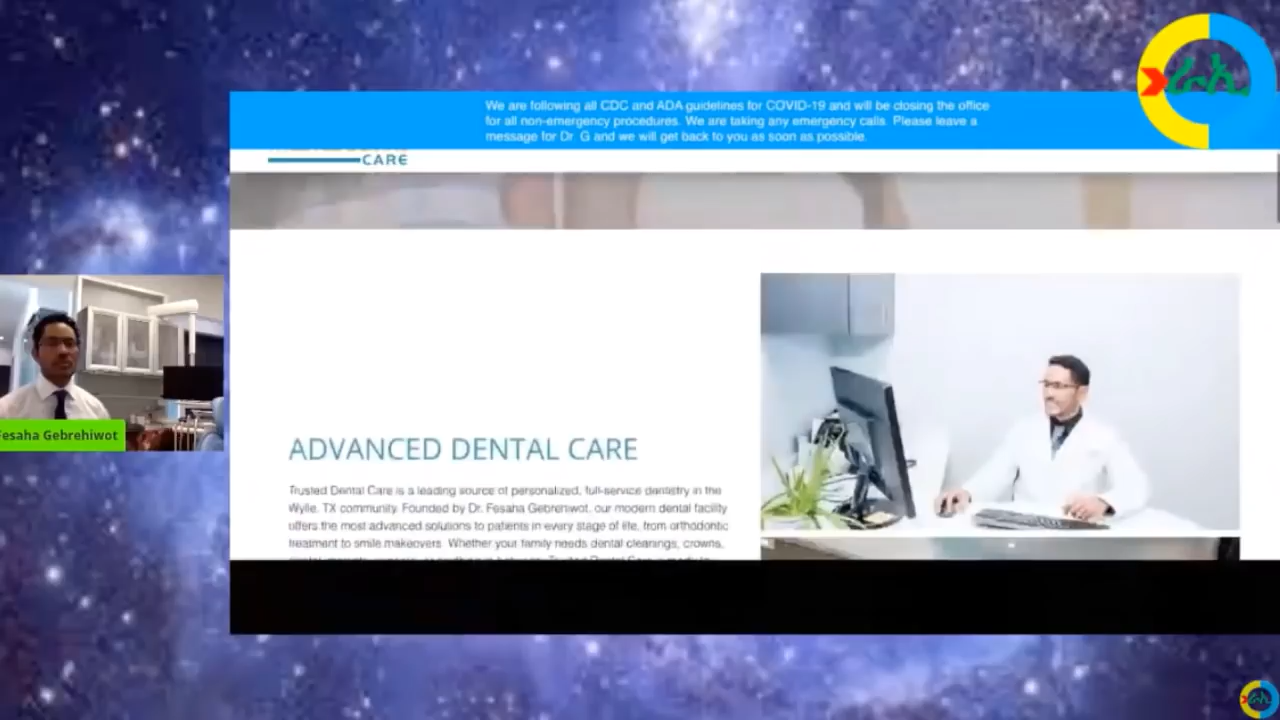 We are following all CDC and ADA guidelines for COVID-19 and will be closing the office
for all non-emergency procedures. We are taking any emergency calls. Please leave a
message for Dr. G and we will get back to you as soon as possible.
CARE
Fesaha Gebrehiwot
ADVANCED DENTAL CARE
Trusted Dental Care is a leading source of personalized, full-service dentistry in the
Wylie, TX community. Founded by Dr. Fesaha Gebrehiwot, our modern dental facility
offers the most advanced solutions to patients in every stage of life, from orthodontic
treatment to smile makeovers. Whether your family needs dental cleanings, crowns,